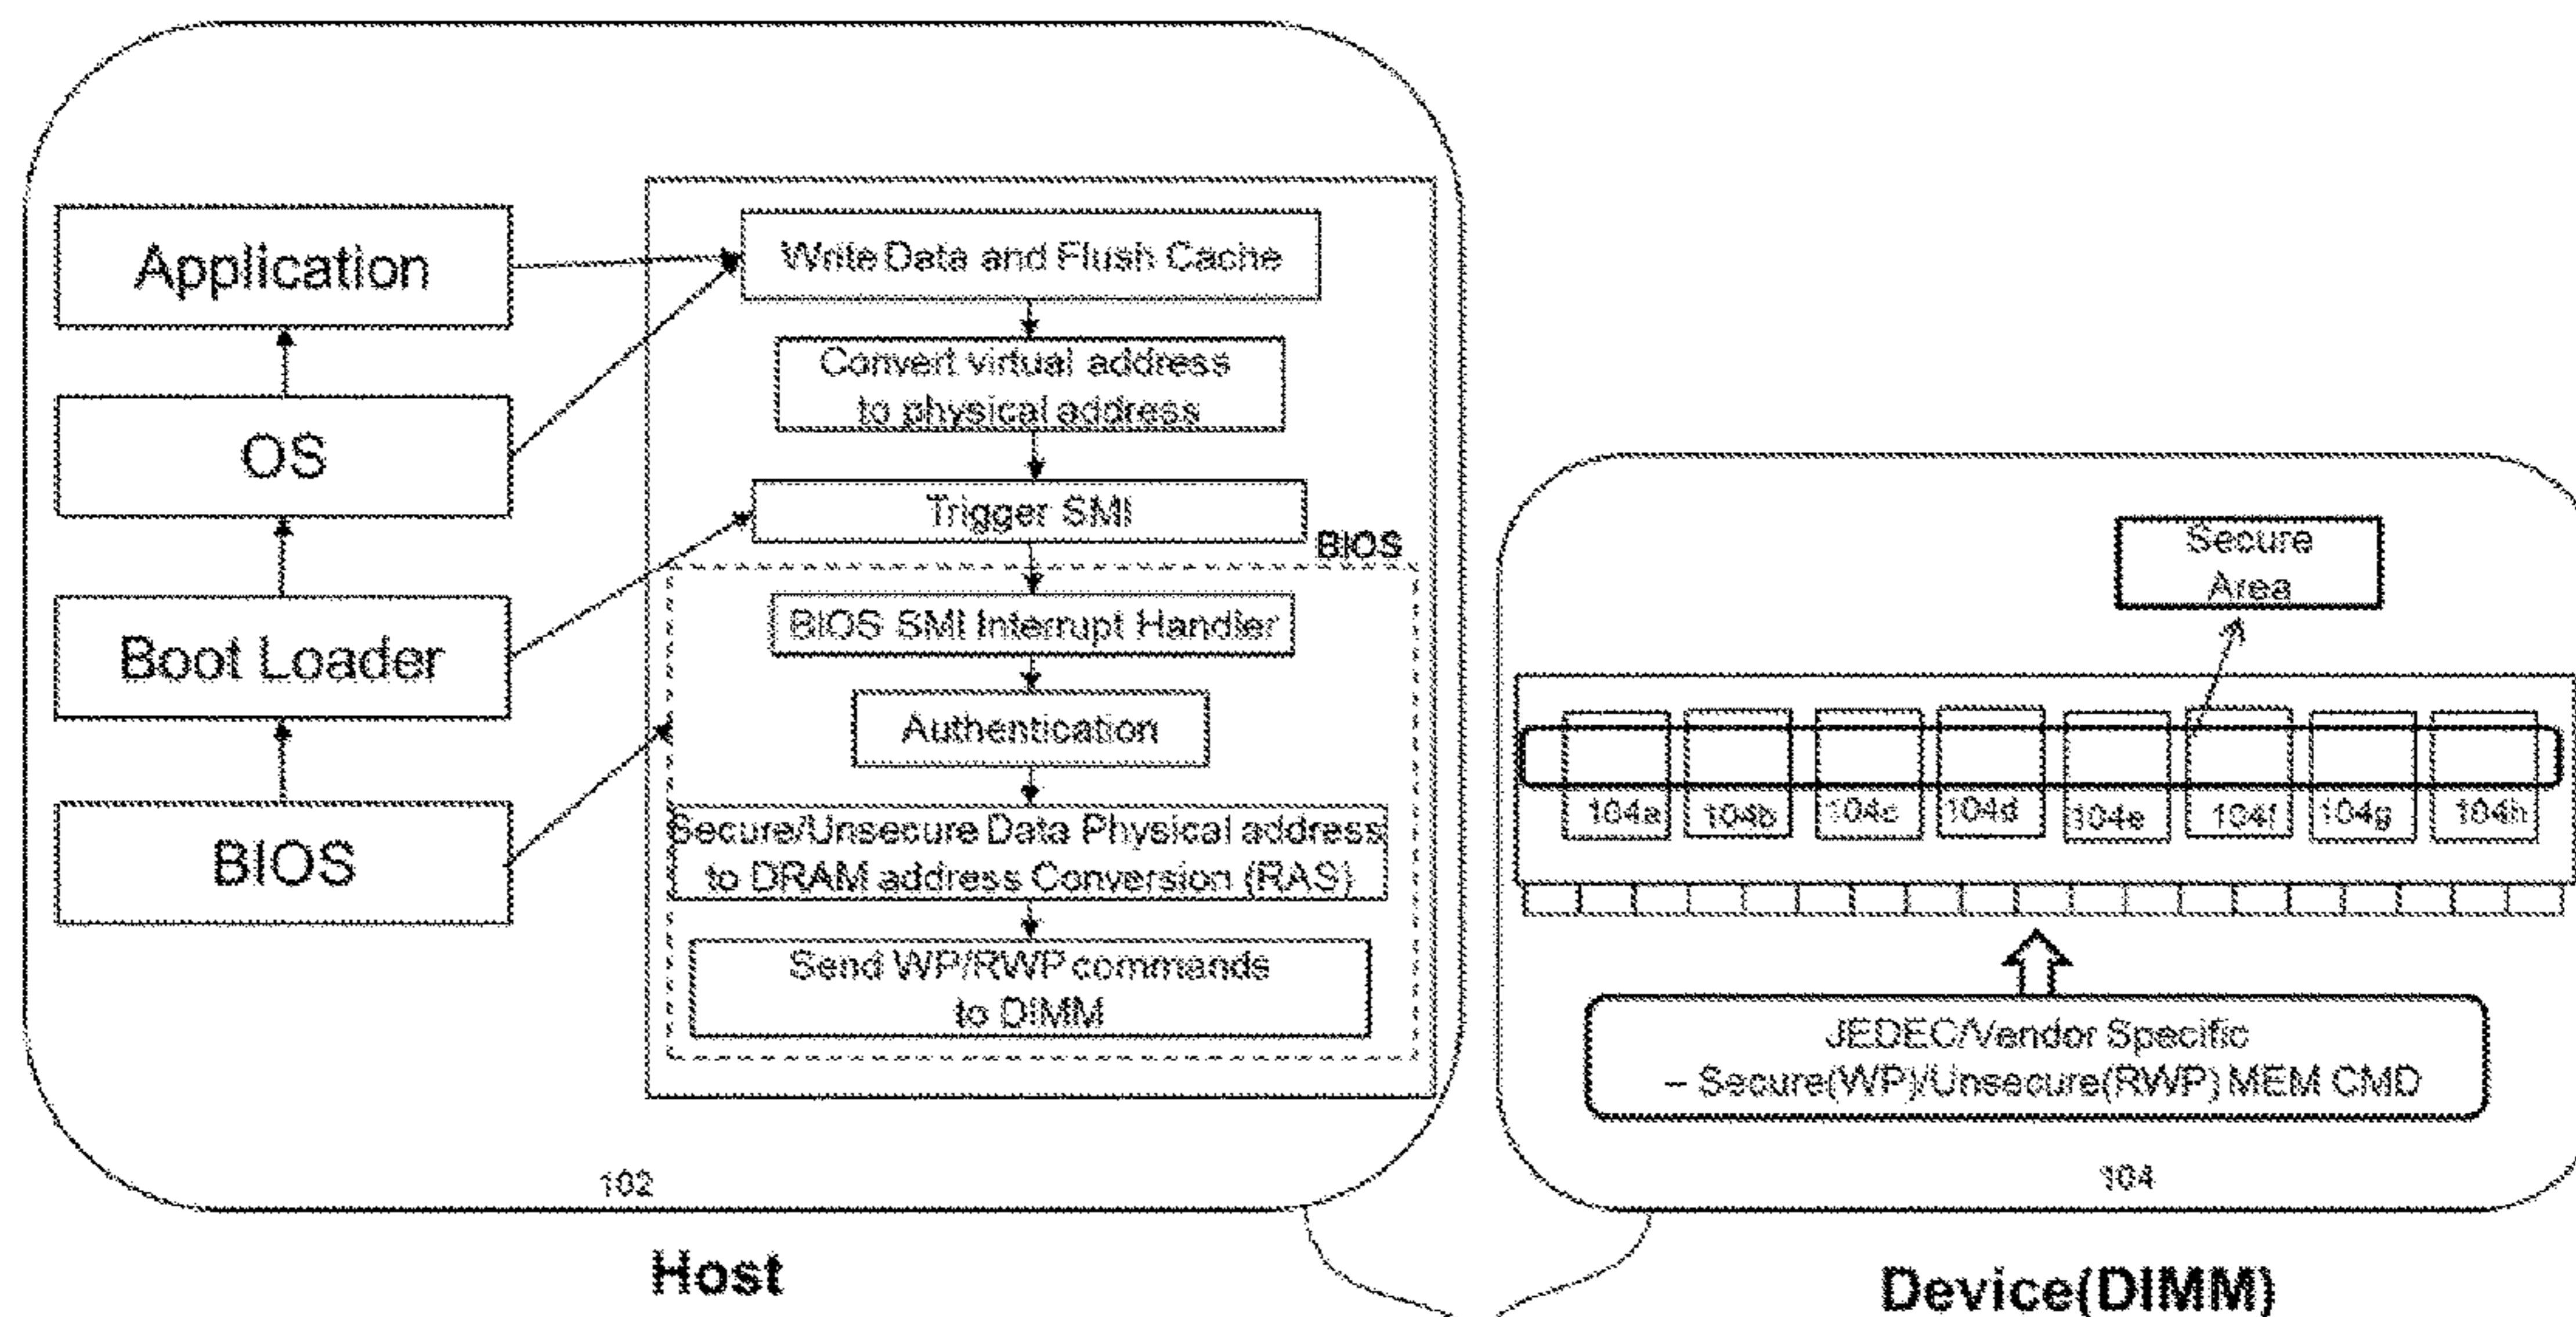 Application
OS
Boot Loader
BIOS
Write Data and Flush Cache
Convert virtual address
to physical address
Trigger SMI
BIOS
BIOS SMI Interrupt Handler
Authentication
Secure/Unsecure Data Physical address
to DRAM address Conversion (RAS)
Send WP/RWP commands
to DIMM
102
Host
Secure
Area
104a 104b 104c 104d 104e 104f 104g 104h
JEDEC/Vendor Specific
– Secure(WP)/Unsecure(RWP) MEM CMD
104
Device(DIMM)